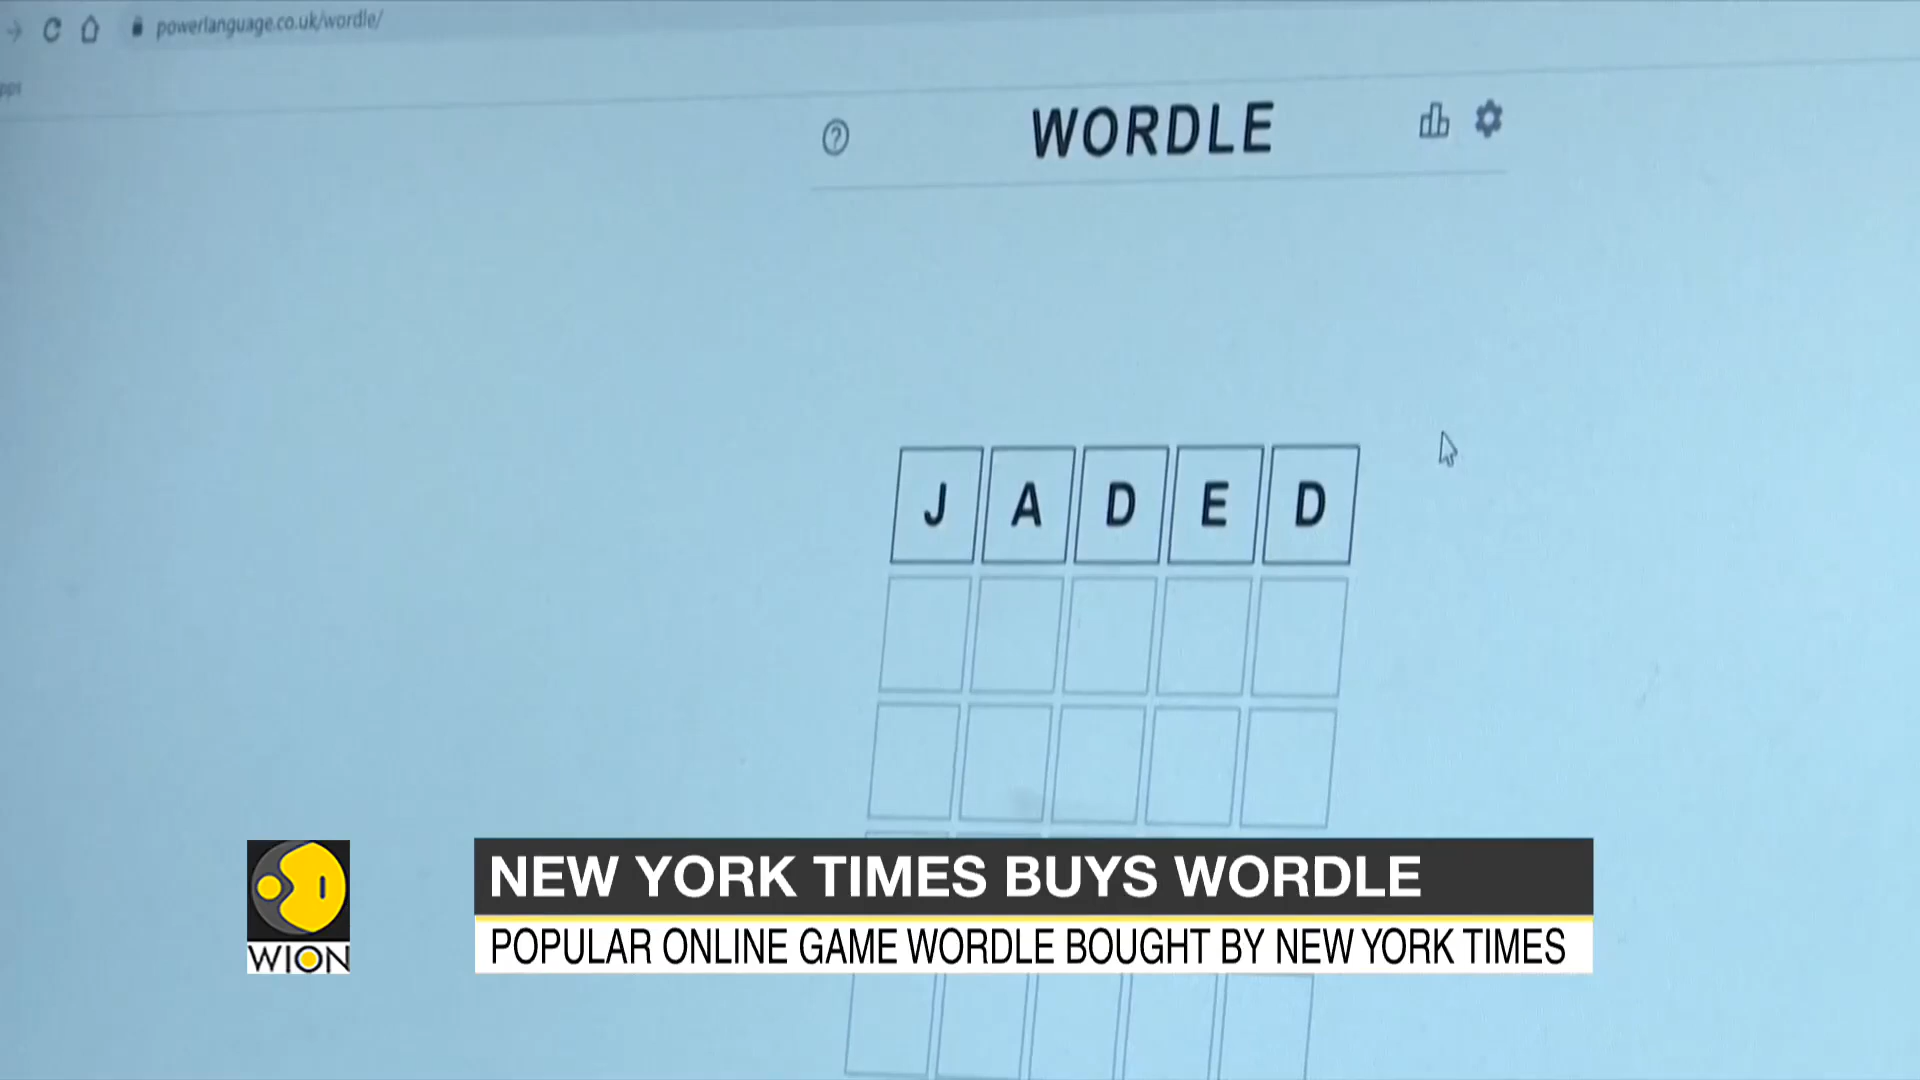 powerlanguage.co.uk/wordle/
WORDLE
J A D E D
NEW YORK TIMES BUYS WORDLE
POPULAR ONLINE GAME WORDLE BOUGHT BY NEW YORK TIMES
WION